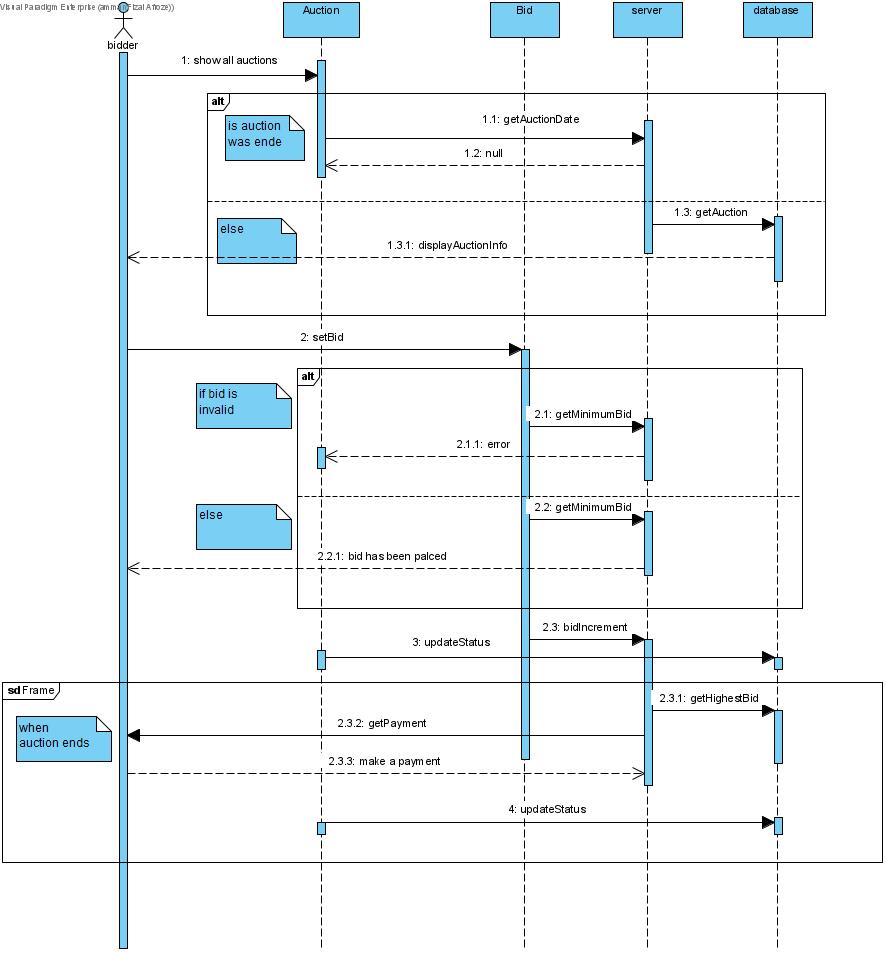 Visual Paradigm Enterprise
Auction
Bid
server
database
bidder
1: show all auctions
alt
is auction
was ende
1.1: getAuctionDate
1.2: null
1.3: getAuction
else
1.3.1: displayAuctionInfo
2: setBid
alt
if bid is
invalid
2.1: getMinimumBid
2.1.1: error
else
2.2: getMinimumBid
2.2.1: bid has been palced
2.3: bidIncrement
3: updateStatus
sd Frame
2.3.1: getHighestBid
when
auction ends
2.3.2: getPayment
2.3.3: make a payment
4: updateStatus